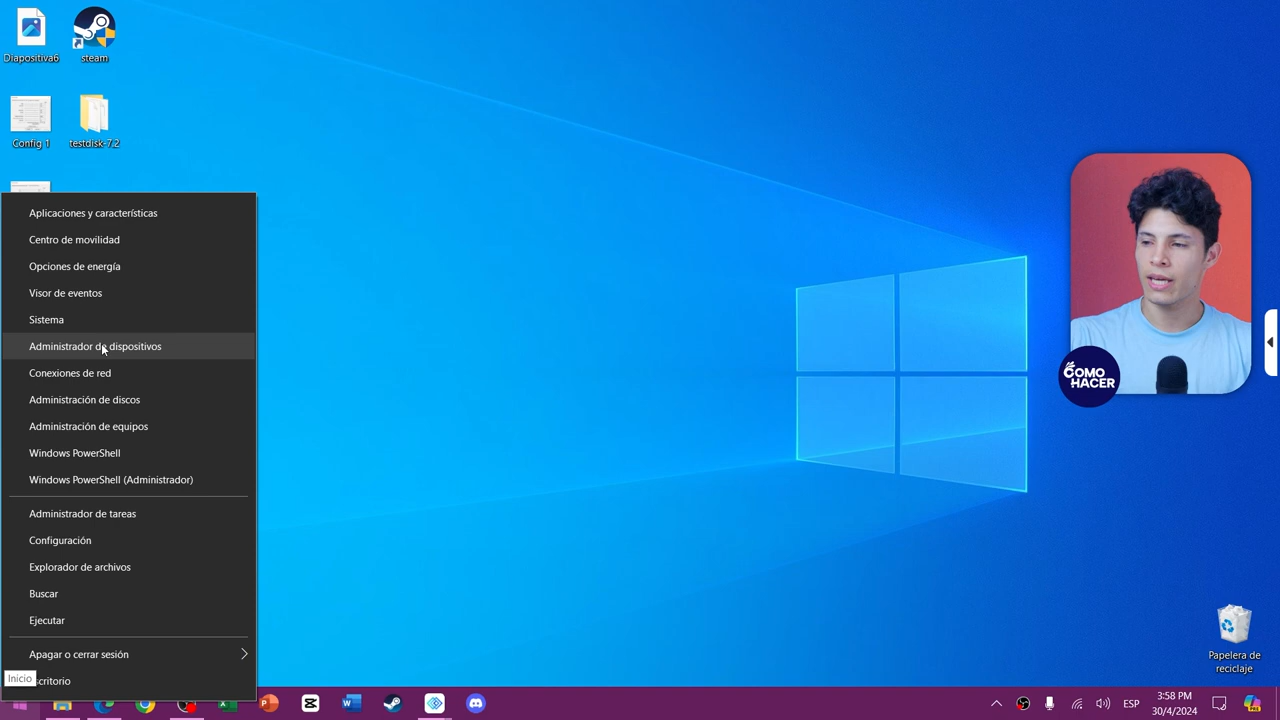 Diapositiva6
steam
Config 1
testdisk-7.2
Aplicaciones y características
Centro de movilidad
Opciones de energía
Visor de eventos
Sistema
Administrador de dispositivos
Conexiones de red
Administración de discos
Administración de equipos
Windows PowerShell
Windows PowerShell (Administrador)
Administrador de tareas
Configuración
Explorador de archivos
Buscar
Ejecutar
Apagar o cerrar sesión
Inicio
scritorio
COMO
HACER
Papelera de
reciclaje
ESP
3:58 PM
30/4/2024
PRE